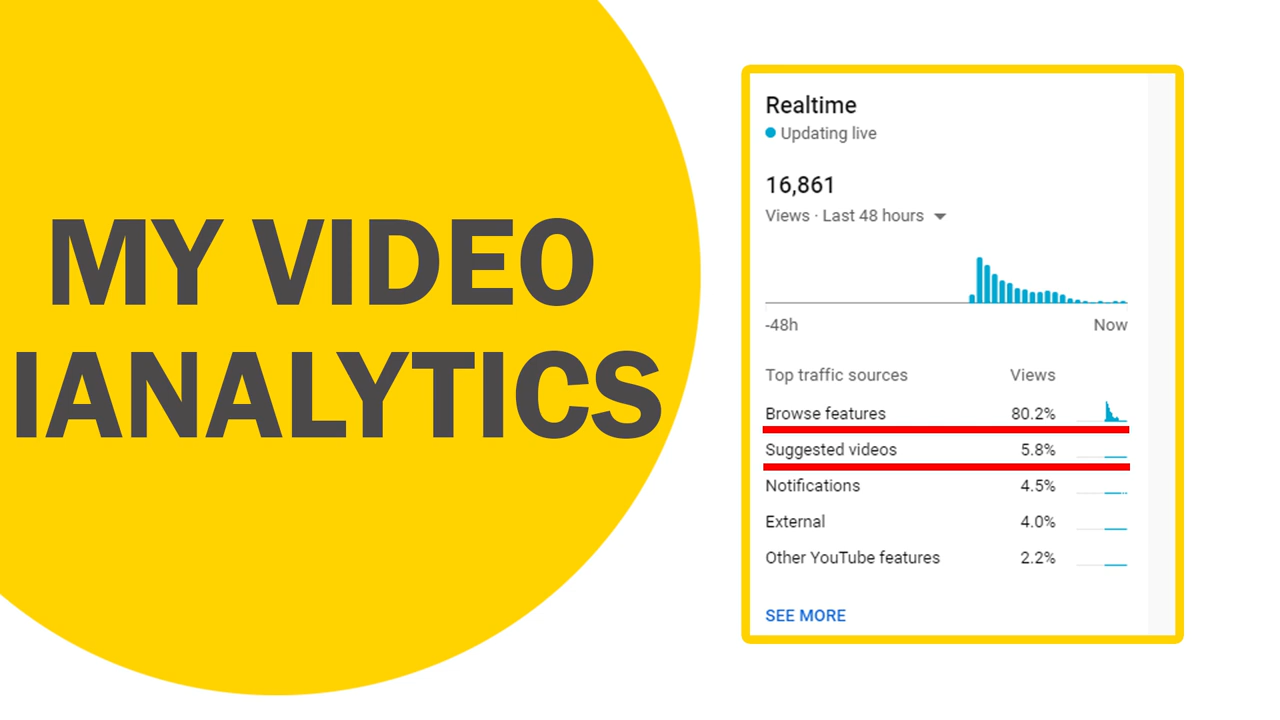 MY VIDEO
IANALYTICS
Realtime
Updating live
16,861
Views · Last 48 hours
-48h Now
Top traffic sources Views
Browse features 80.2%
Suggested videos 5.8%
Notifications 4.5%
External 4.0%
Other YouTube features 2.2%
SEE MORE